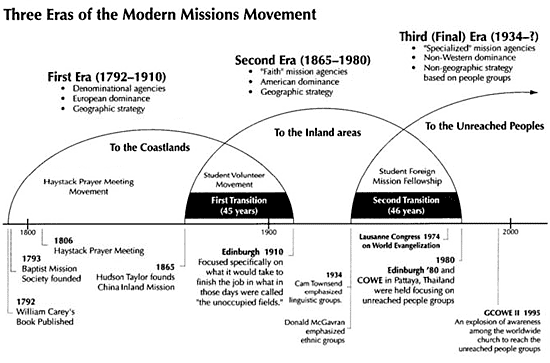 Three Eras of the Modern Missions Movement
First Era (1792–1910)
• Denominational agencies
• European dominance
• Geographic strategy
Second Era (1865–1980)
• "Faith" mission agencies
• American dominance
• Geographic strategy
Third (Final) Era (1934–?)
• "Specialized" mission agencies
• Non-Western dominance
• Non-geographic strategy
based on people groups
To the Coastlands
To the Inland areas
To the Unreached Peoples
Haystack Prayer Meeting
Movement
Student Volunteer
Movement
First Transition
(45 years)
Student Foreign
Mission Fellowship
Second Transition
(46 years)
1800
1900
2000
1806
Haystack Prayer Meeting
1793
Baptist Mission
Society founded
1792
William Carey's
Book Published
1865
Hudson Taylor founds
China Inland Mission
Edinburgh 1910
Focused specifically on
what it would take to
finish the job in what
in those days were called
"the unoccupied fields."
1934
Cam Townsend
emphasized
linguistic groups.
Donald McGavran
emphasized
ethnic groups
Lausanne Congress 1974
on World Evangelization
1980
Edinburgh '80 and
COWE in Pattaya, Thailand
were held focusing on
unreached people groups
GCOWE II 1995
An explosion of awareness
among the worldwide
church to reach the
unreached people groups